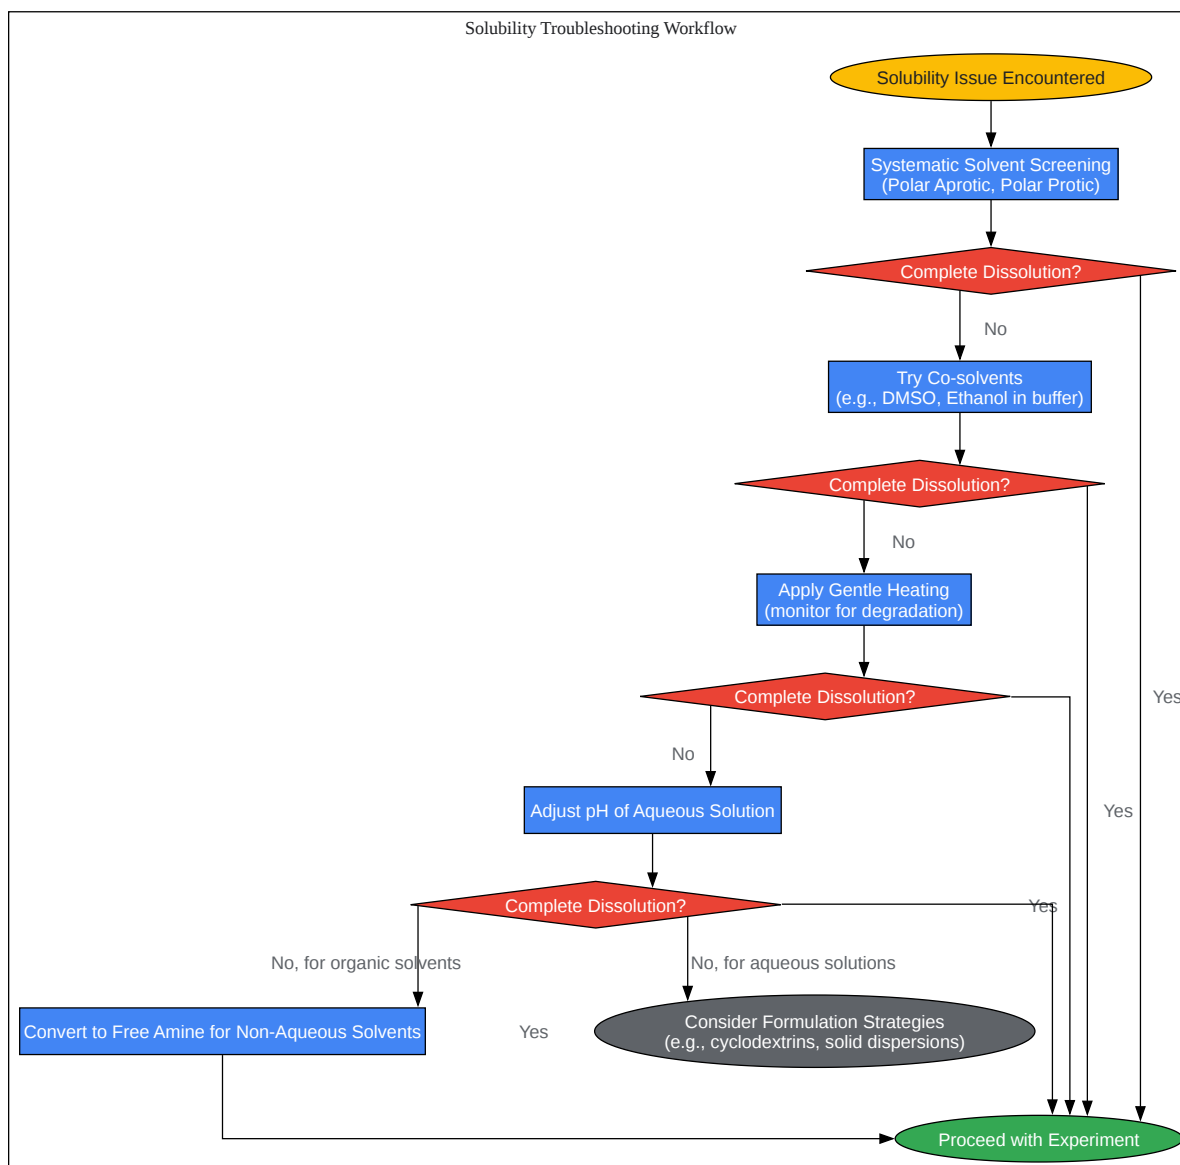 Solubility Troubleshooting Workflow
Solubility Issue Encountered
Systematic Solvent Screening
(Polar Aprotic, Polar Protic)
Complete Dissolution?
No
Try Co-solvents
(e.g., DMSO, Ethanol in buffer)
Complete Dissolution?
No
Apply Gentle Heating
(monitor for degradation)
Complete Dissolution?
Yes
No
Adjust pH of Aqueous Solution
Yes
Complete Dissolution?
Yes
No, for organic solvents
No, for aqueous solutions
Convert to Free Amine for Non-Aqueous Solvents
Yes
Consider Formulation Strategies
(e.g., cyclodextrins, solid dispersions)
Proceed with Experiment